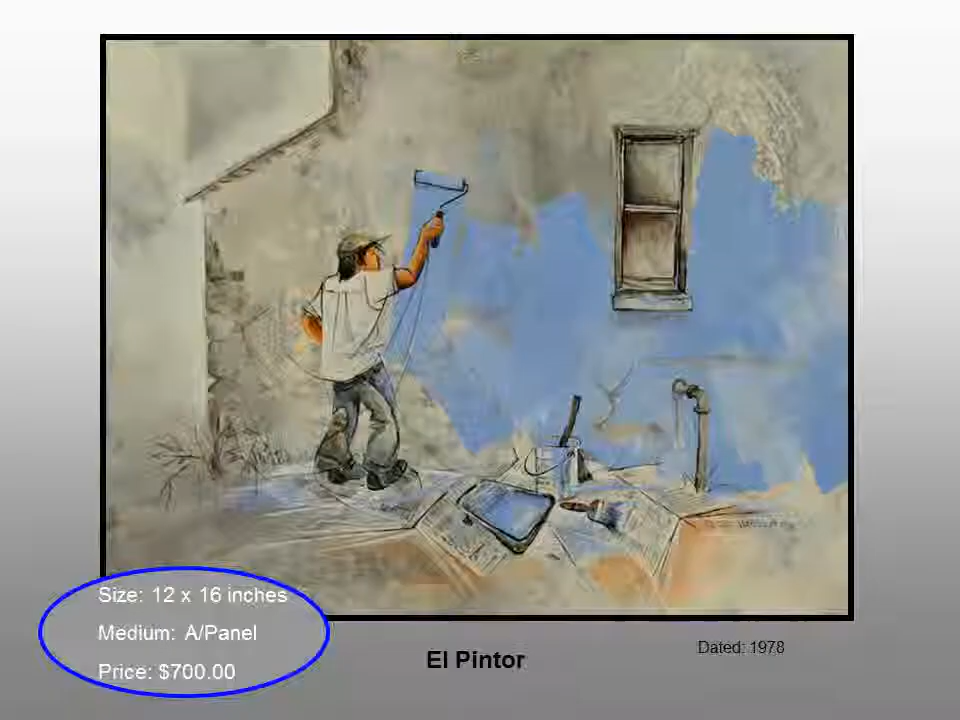 Size: 12 x 16 inches
Medium: A/Panel
Price: $700.00
El Pintor
Dated: 1978